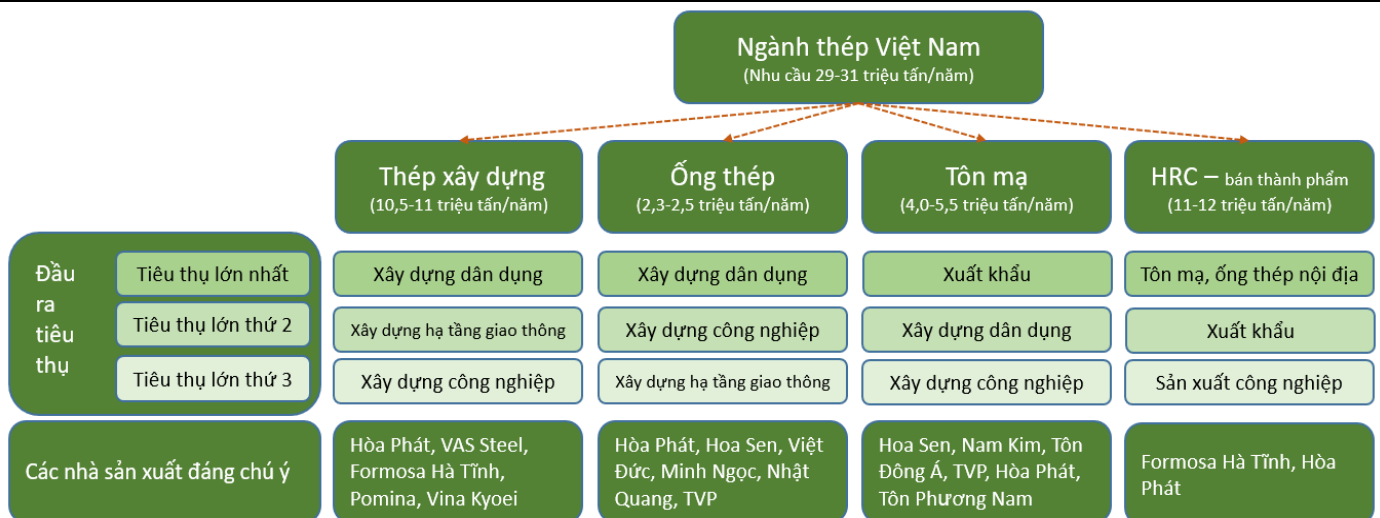 Ngành thép Việt Nam
(Nhu cầu 29-31 triệu tấn/năm)
Thép xây dựng
(10,5-11 triệu tấn/năm)
Ống thép
(2,3-2,5 triệu tấn/năm)
Tôn mạ
(4,0-5,5 triệu tấn/năm)
HRC – bán thành phẩm
(11-12 triệu tấn/năm)
Đầu
ra
tiêu
thụ
Tiêu thụ lớn nhất
Xây dựng dân dụng
Xây dựng dân dụng
Xuất khẩu
Tôn mạ, ống thép nội địa
Tiêu thụ lớn thứ 2
Xây dựng hạ tầng giao thông
Xây dựng công nghiệp
Xây dựng dân dụng
Xuất khẩu
Tiêu thụ lớn thứ 3
Xây dựng công nghiệp
Xây dựng hạ tầng giao thông
Xây dựng công nghiệp
Sản xuất công nghiệp
Các nhà sản xuất đáng chú ý
Hòa Phát, VAS Steel,
Formosa Hà Tĩnh,
Pomina, Vina Kyoei
Hòa Phát, Hoa Sen, Việt
Đức, Minh Ngọc, Nhật
Quang, TVP
Hoa Sen, Nam Kim, Tôn
Đông Á, TVP, Hòa Phát,
Tôn Phương Nam
Formosa Hà Tĩnh, Hòa
Phát